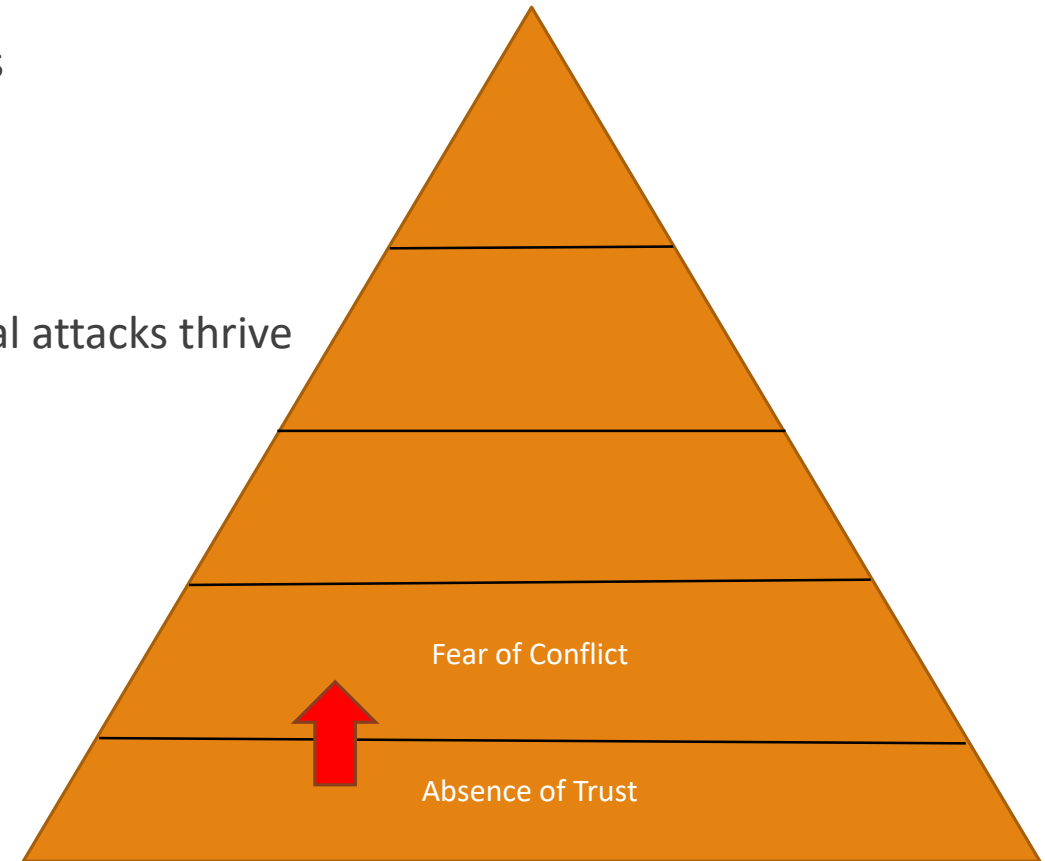 s
al attacks thrive
Fear of Conflict
Absence of Trust